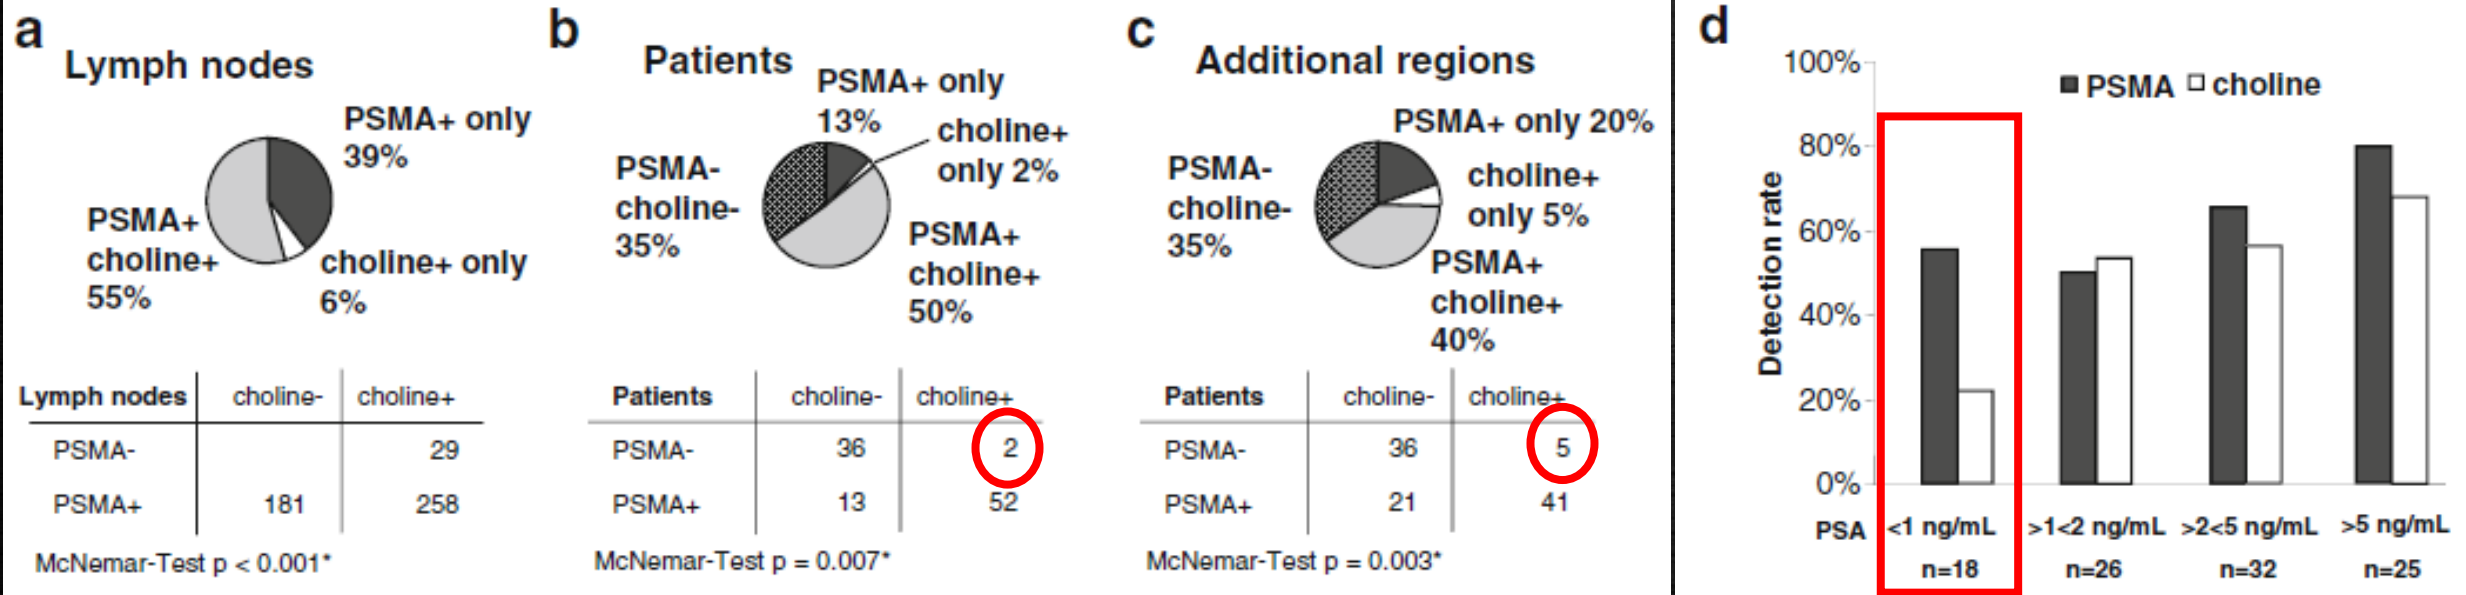 a
Lymph nodes
PSMA+ only
39%
PSMA+
choline+
55%
choline+ only
6%
Lymph nodes choline- choline+
PSMA- 29
PSMA+ 181 258
McNemar-Test p < 0.001*
b
Patients
PSMA+ only
13%
choline+
only 2%
PSMA-
choline-
35%
PSMA+
choline+
50%
Patients choline- choline+
PSMA- 36 2
PSMA+ 13 52
McNemar-Test p = 0.007*
c
Additional regions
PSMA+ only 20%
PSMA-
choline-
35%
choline+
only 5%
PSMA+
choline+
40%
Patients choline- choline+
PSMA- 36 5
PSMA+ 21 41
McNemar-Test p = 0.003*
d
PSMA choline
Detection rate
100%
80%
60%
40%
20%
0%
PSA <1 ng/mL >1<2 ng/mL >2<5 ng/mL >5 ng/mL
n=18 n=26 n=32 n=25